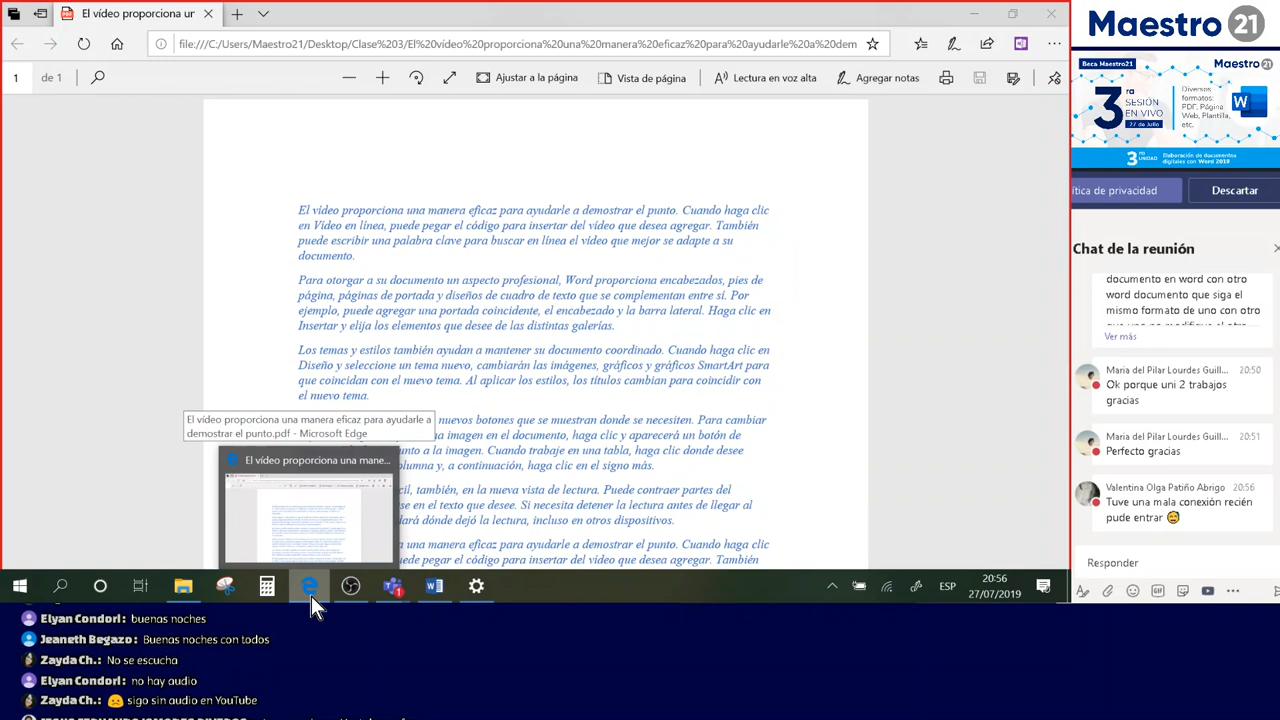 El vídeo proporciona ur
file:///C:/Users/Maestro21/Desktop/Clase%203/El%20vídeo%20proporciona%20una%20manera%20eficaz%20para%20ayudarle%20a%20dem
1 de 1
Ajustar a la página
Vista de página
Lectura en voz alta
Agregar notas
El vídeo proporciona una manera eficaz para ayudarle a demostrar el punto. Cuando haga clic
en Vídeo en línea, puede pegar el código para insertar del vídeo que desea agregar. También
puede escribir una palabra clave para buscar en línea el vídeo que mejor se adapte a su
documento.
Para otorgar a su documento un aspecto profesional, Word proporciona encabezados, pies de
página, páginas de portada y diseños de cuadro de texto que se complementan entre sí. Por
ejemplo, puede agregar una portada coincidente, el encabezado y la barra lateral. Haga clic en
Insertar y elija los elementos que desee de las distintas galerías.
Los temas y estilos también ayudan a mantener su documento coordinado. Cuando haga clic en
Diseño y seleccione un tema nuevo, cambiarán las imágenes, gráficos y gráficos SmartArt para
que coincidan con el nuevo tema. Al aplicar los estilos, los títulos cambian para coincidir con
el nuevo tema.
nuevos botones que se muestran donde se necesiten. Para cambiar
a imagen en el documento, haga clic y aparecerá un botón de
unto a la imagen. Cuando trabaje en una tabla, haga clic donde desee
olumna y, a continuación, haga clic en el signo más.
cil, también, en la nueva vista de lectura. Puede contraer partes del
e en el texto que desee. Si necesita detener la lectura antes de llegar al
ará dónde dejó la lectura, incluso en otros dispositivos.
a una manera eficaz para ayudarle a demostrar el punto. Cuando haga clic
puede pegar el código para insertar del vídeo que desea agregar. También
El vídeo proporciona una manera eficaz para ayudarle a
demostrar el punto.pdf - Microsoft Edge
El vídeo proporciona una mane...
1
ESP
20:56
27/07/2019
Maestro 21
Beca Maestro21
Maestro 21
3 ra
SESIÓN
EN VIVO
27 de Julio
Diversos
formatos:
PDF, Página
Web, Plantilla,
etc.
W
3 ro
UNIDAD
Elaboración de documentos
digitales con Word 2019
ítica de privacidad
Descartar
Chat de la reunión
documento en word con otro
word documento que siga el
mismo formato de uno con otro
Ver más
Maria del Pilar Lourdes Guill... 20:50
Ok porque uni 2 trabajos
gracias
Maria del Pilar Lourdes Guill... 20:51
Perfecto gracias
Valentina Olga Patiño Abrigo 20:56
Tuve una mala conexión recién
pude entrar 😅
Responder
GIF
Elyan Condorl: buenas noches
Jeaneth Begazo: Buenas noches con todos
Zayda Ch.: No se escucha
Elyan Condorl: no hay audio
Zayda Ch.: 🙁 sigo sin audio en YouTube